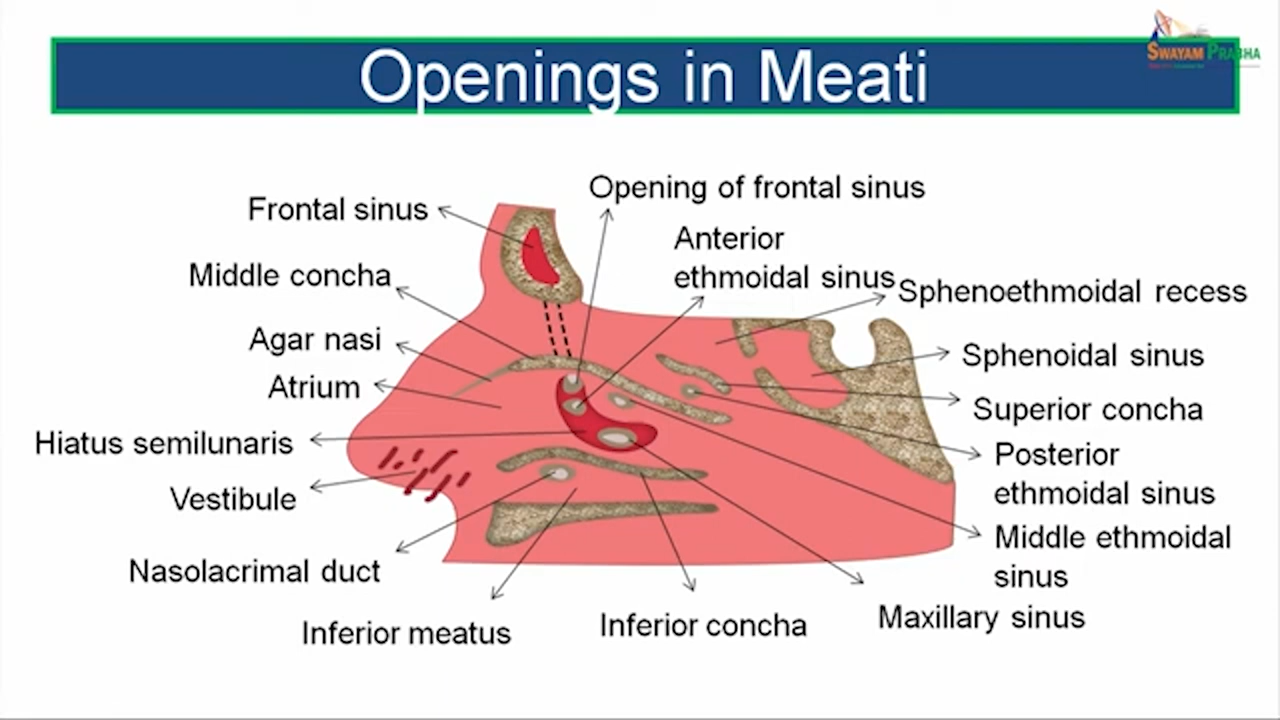 SWAYAM PRABHA
Openings in Meati
Opening of frontal sinus
Frontal sinus
Anterior
ethmoidal sinus
Middle concha
Sphenoethmoidal recess
Agar nasi
Sphenoidal sinus
Atrium
Superior concha
Hiatus semilunaris
Posterior
ethmoidal sinus
Vestibule
Middle ethmoidal
sinus
Nasolacrimal duct
Maxillary sinus
Inferior meatus
Inferior concha